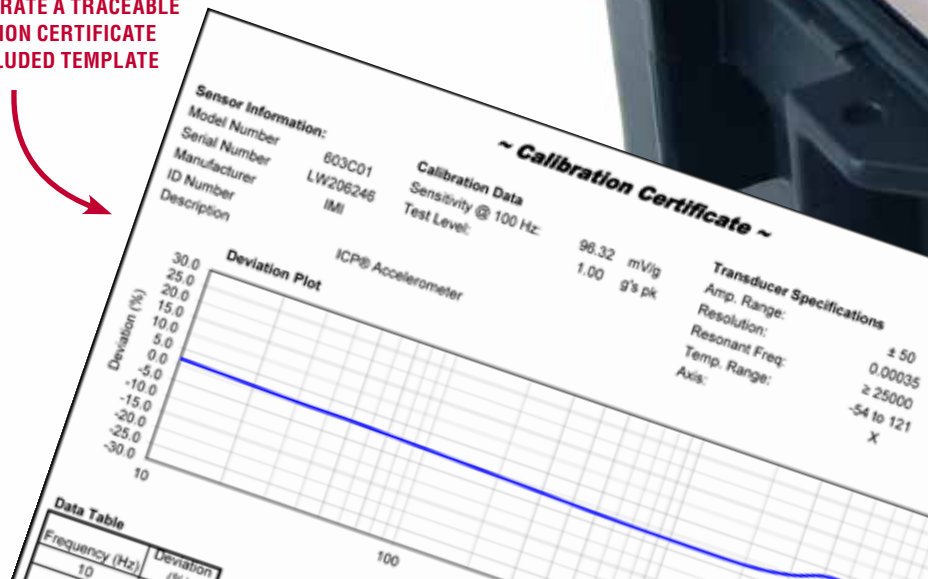 RATE A TRACEABLE
ION CERTIFICATE
LUDED TEMPLATE
~ Calibration Certificate ~
Sensor Information:
Model Number 603C01
Serial Number LW206246
Manufacturer IMI
ID Number
Description ICP® Accelerometer
Calibration Data
Sensitivity @ 100 Hz: 96.32 mV/g
Test Level: 1.00 g's pk
Transducer Specifications
Amp. Range: ± 50
Resolution: 0.00035
Resonant Freq: ≥ 25000
Temp. Range: -54 to 121
Axis: X
Deviation Plot
Deviation (%)
30.0
25.0
20.0
15.0
10.0
5.0
0.0
-5.0
-10.0
-15.0
-20.0
-25.0
-30.0
10
100
Data Table
Frequency (Hz) Deviation
10